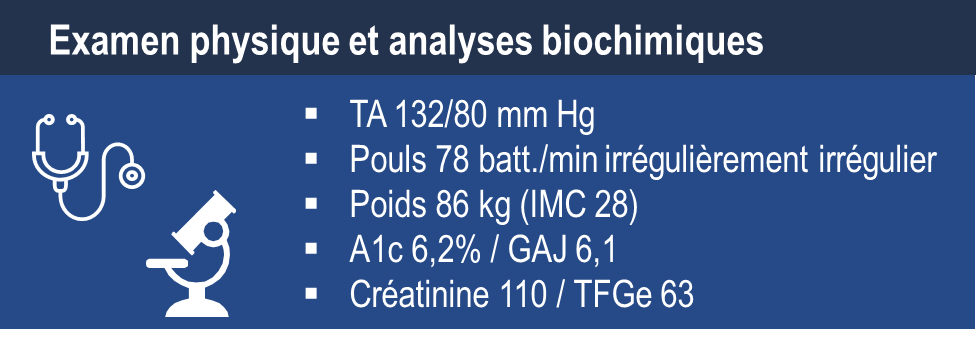 Examen physique et analyses biochimiques
▪ TA 132/80 mm Hg
▪ Pouls 78 batt./min irrégulièrement irrégulier
▪ Poids 86 kg (IMC 28)
▪ A1c 6,2% / GAJ 6,1
▪ Créatinine 110 / TFGe 63